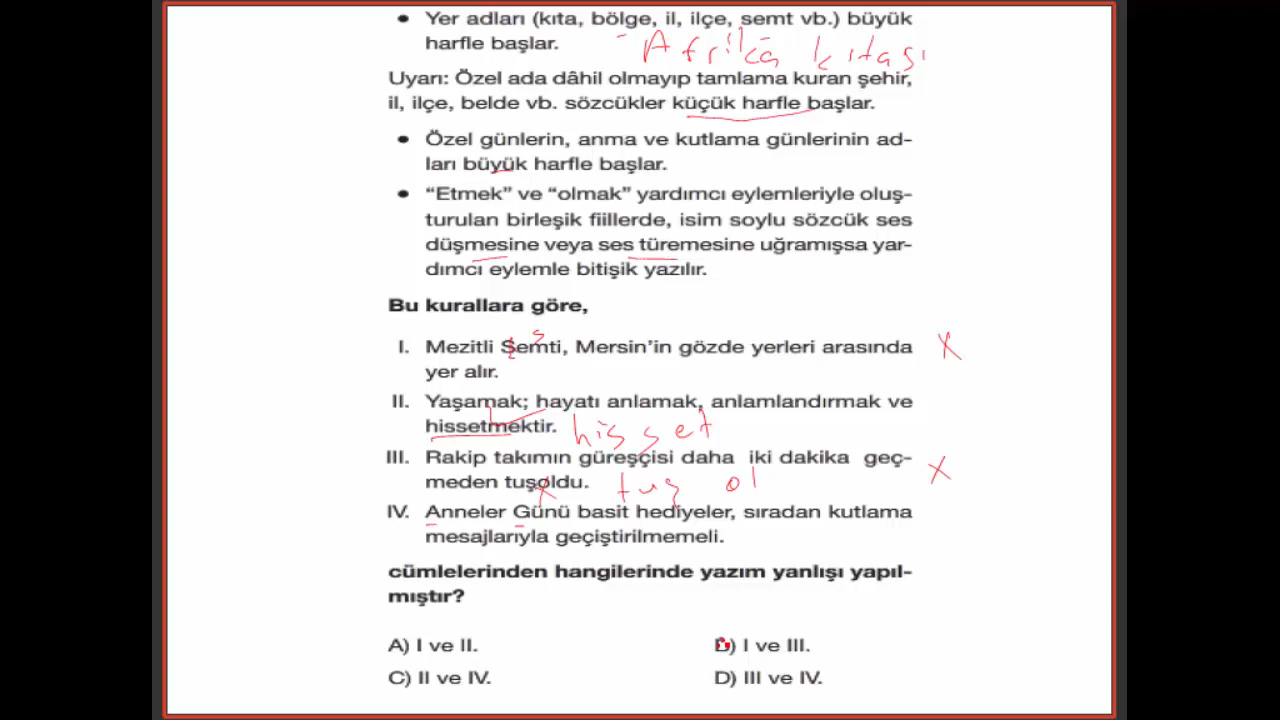 • Yer adları (kıta, bölge, il, ilçe, semt vb.) büyük
harfle başlar.
Afrika kıtası
Uyarı: Özel ada dâhil olmayıp tamlama kuran şehir,
il, ilçe, belde vb. sözcükler küçük harfle başlar.
• Özel günlerin, anma ve kutlama günlerinin ad-
ları büyük harfle başlar.
• “Etmek” ve “olmak” yardımcı eylemleriyle oluş-
turulan birleşik fiillerde, isim soylu sözcük ses
düşmesine veya ses türemesine uğramışsa yar-
dımcı eylemle bitişik yazılır.
Bu kurallara göre,
s
I. Mezitli Semti, Mersin’in gözde yerleri arasında
yer alır.
II. Yaşamak; hayatı anlamak, anlamlandırmak ve
hissetmektir. hisset
III. Rakip takımın güreşçisi daha iki dakika geç-
meden tuşoldu. tuş ol
IV. Anneler Günü basit hediyeler, sıradan kutlama
mesajlarıyla geçiştirilmemeli.
cümlelerinden hangilerinde yazım yanlışı yapıl-
mıştır?
A) I ve II. B) I ve III.
C) II ve IV. D) III ve IV.